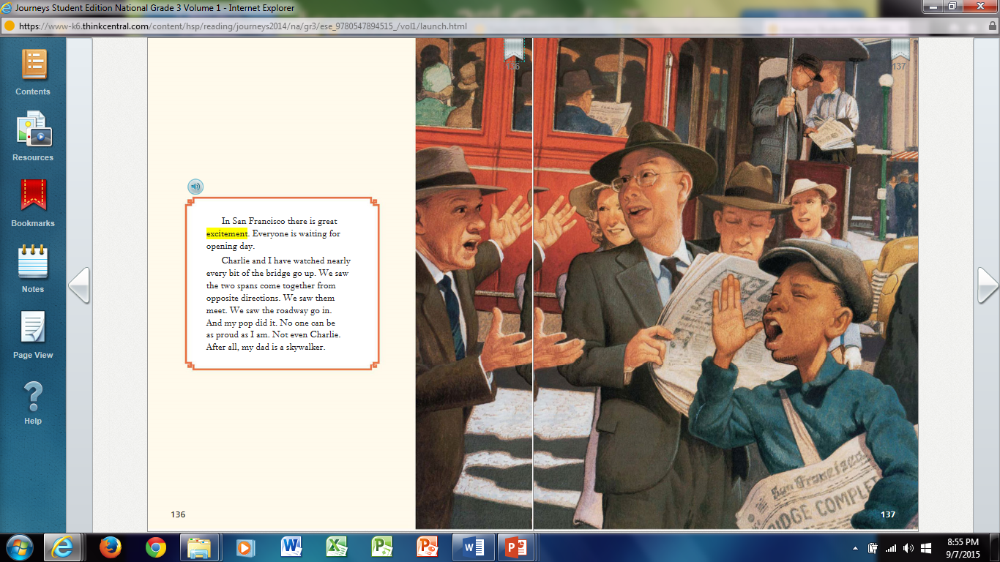 Journeys Student Edition National Grade 3 Volume 1 - Internet Explorer
https://www-k6.thinkcentral.com/content/hsp/reading/journeys2014/na/gr3/ese_9780547894515_/vol1/launch.html
Contents
Resources
Bookmarks
Notes
Page View
Help
136
137
In San Francisco there is great
excitement. Everyone is waiting for
opening day.
Charlie and I have watched nearly
every bit of the bridge go up. We saw
the two spans come together from
opposite directions. We saw them
meet. We saw the roadway go in.
And my pop did it. No one can be
as proud as I am. Not even Charlie.
After all, my dad is a skywalker.
San Francisco
COMPLET
136
137
8:55 PM
9/7/2015